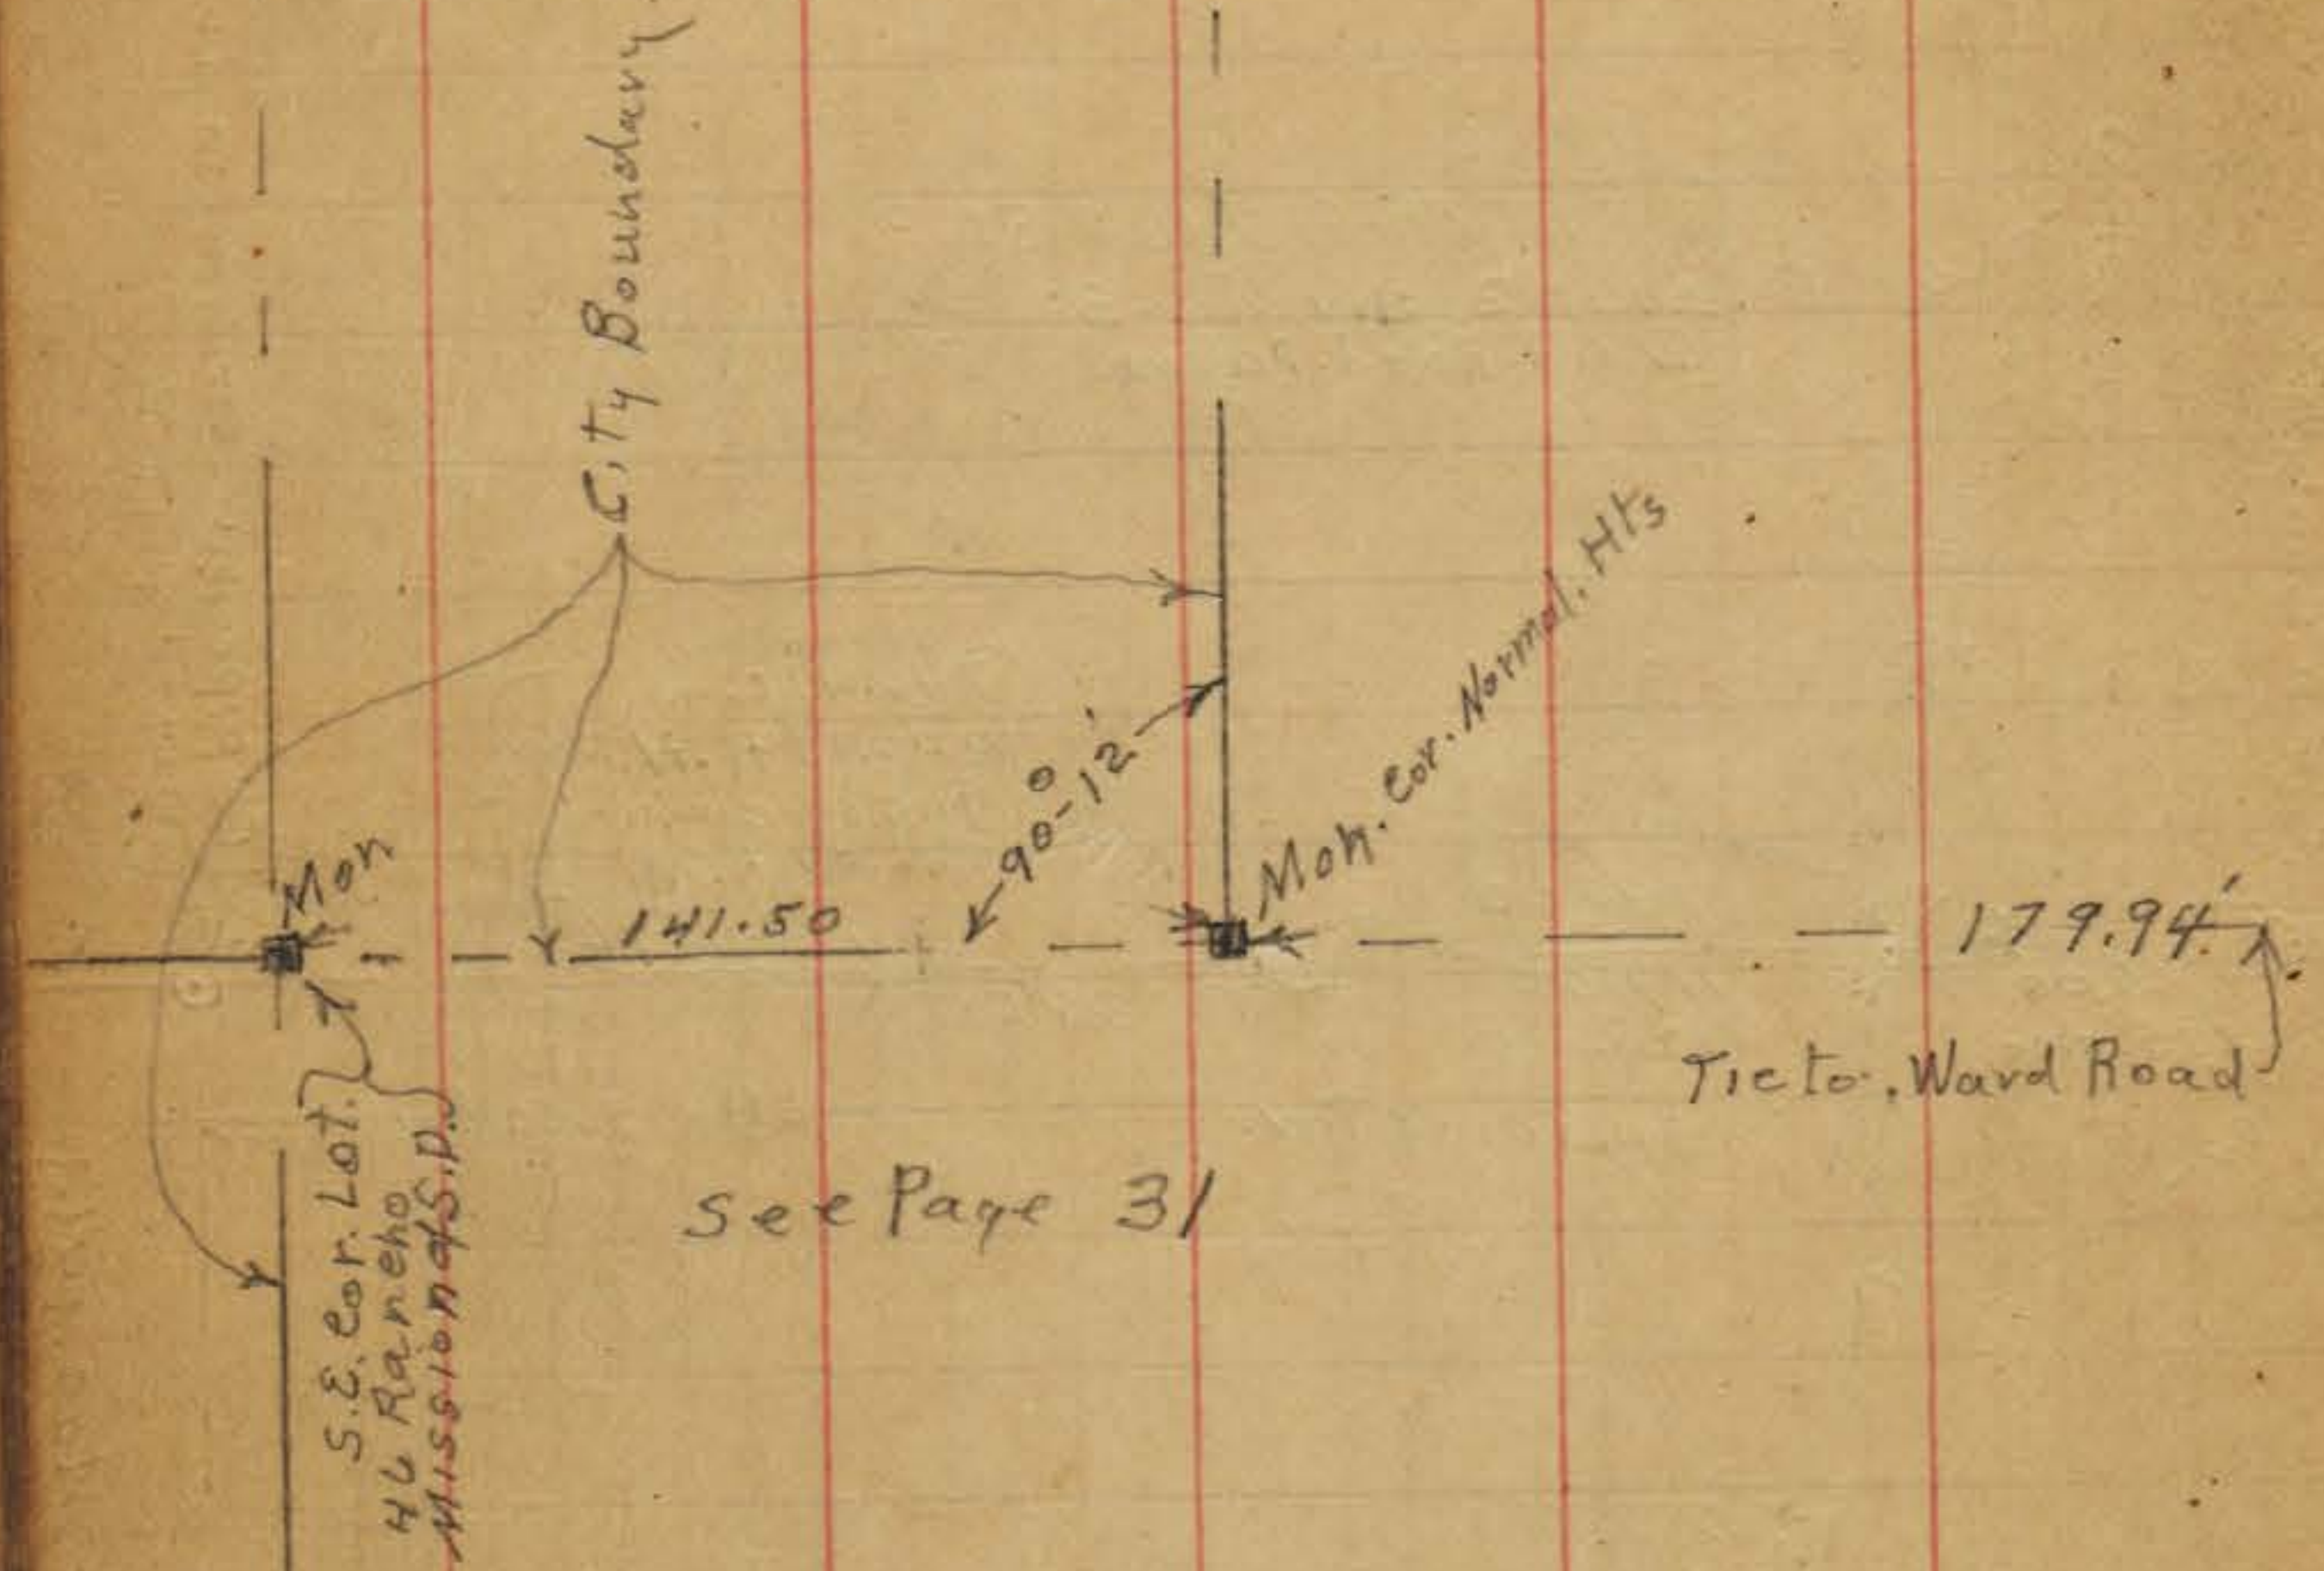 City Boundary
Mon. Cor. Normal. Hts
90°-12'
Mon
141.50
179.94'
Tie to. Ward Road
S.E. Cor. Lot.
Rancho
Mission of S.D.
see Page 31